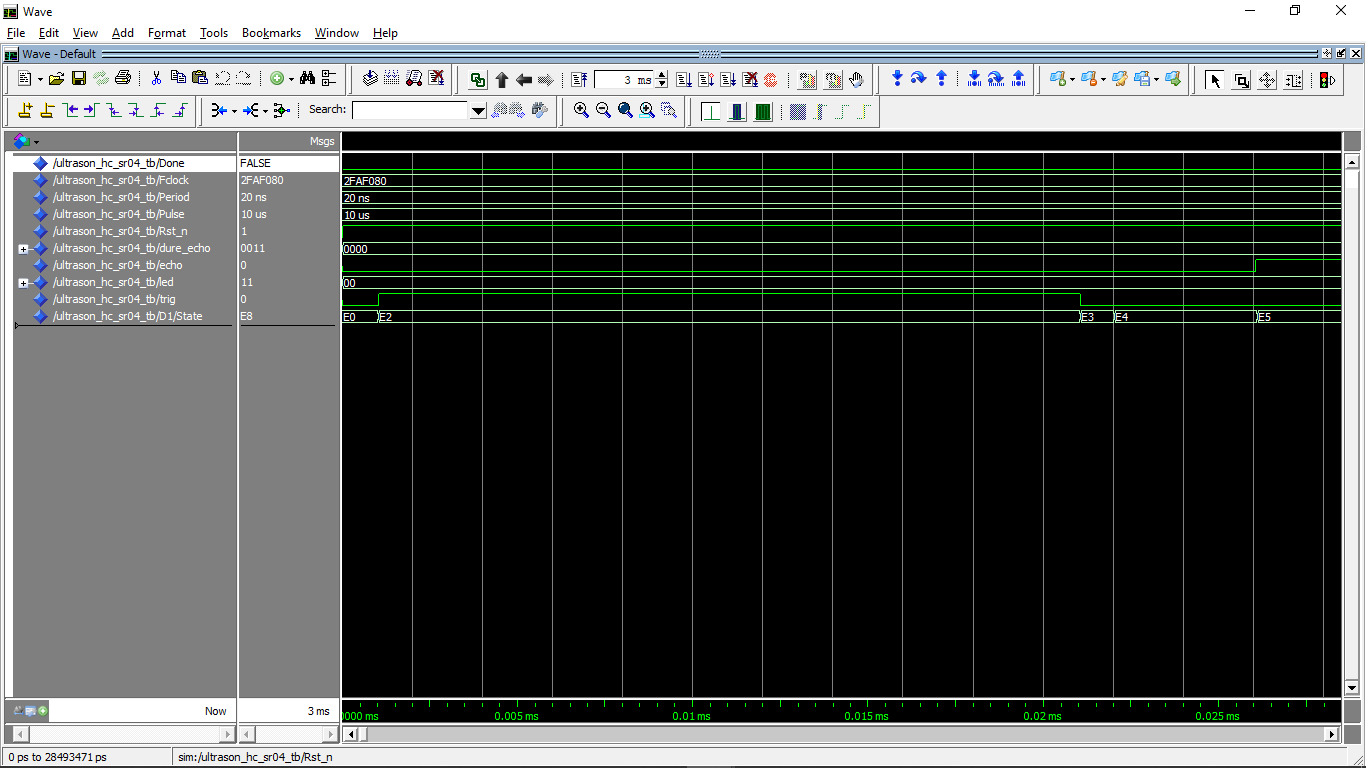 Wave
File Edit View Add Format Tools Bookmarks Window Help
Wave - Default
3 ms
Search:
Msgs
/ultrason_hc_sr04_tb/Done FALSE
/ultrason_hc_sr04_tb/Fclock 2FAF080 2FAF080
/ultrason_hc_sr04_tb/Period 20 ns 20 ns
/ultrason_hc_sr04_tb/Pulse 10 us 10 us
/ultrason_hc_sr04_tb/Rst_n 1
/ultrason_hc_sr04_tb/dure_echo 0011 0000
/ultrason_hc_sr04_tb/echo 0
/ultrason_hc_sr04_tb/led 11 00
/ultrason_hc_sr04_tb/trig 0
/ultrason_hc_sr04_tb/D1/State E8 E0 E2 E3 E4 E5
Now 3 ms 0000 ms 0.005 ms 0.01 ms 0.015 ms 0.02 ms 0.025 ms
0 ps to 28493471 ps sim:/ultrason_hc_sr04_tb/Rst_n